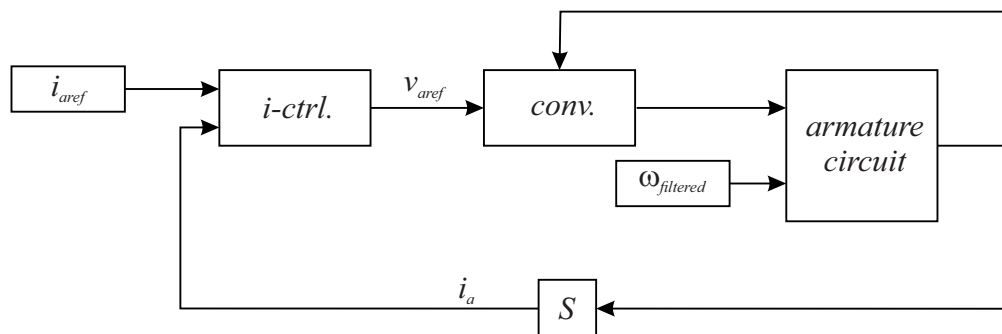 i_aref
i-ctrl.
v_aref
conv.
armature
circuit
ω_filtered
i_a
S